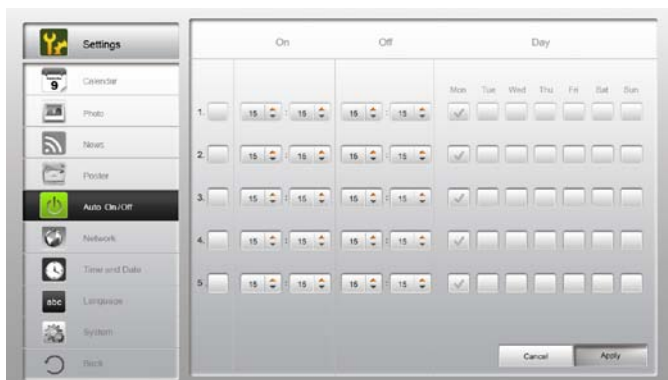 Settings
On Off Day
9 Calendar
Mon Tue Wed Thu Fri Sat Sun
Photo
1. 15 : 15 15 : 15
News
2. 15 : 15 15 : 15
Poster
Auto On/Off
3. 15 : 15 15 : 15
Network
4. 15 : 15 15 : 15
Time and Date
5. 15 : 15 15 : 15
abc Language
System
Back
Cancel Apply